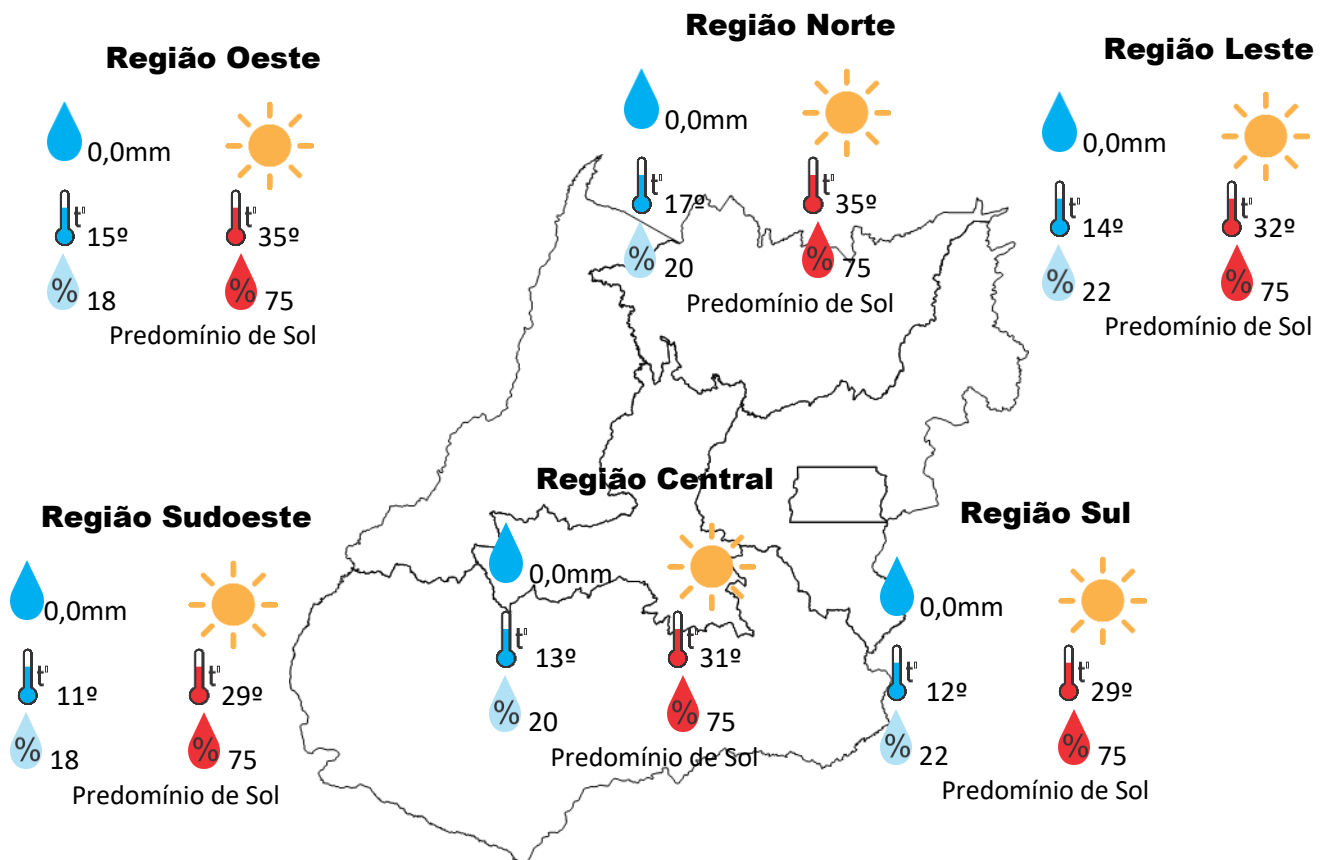 Região Oeste
0,0mm
t°
15º
t°
35º
%
18
%
75
Predomínio de Sol
Região Norte
0,0mm
t°
17º
t°
35º
%
20
%
75
Predomínio de Sol
Região Leste
0,0mm
t°
14º
t°
32º
%
22
%
75
Predomínio de Sol
Região Sudoeste
0,0mm
t°
11º
t°
29º
%
18
%
75
Predomínio de Sol
Região Central
0,0mm
t°
13º
t°
31º
%
20
%
75
Predomínio de Sol
Região Sul
0,0mm
t°
12º
t°
29º
%
22
%
75
Predomínio de Sol